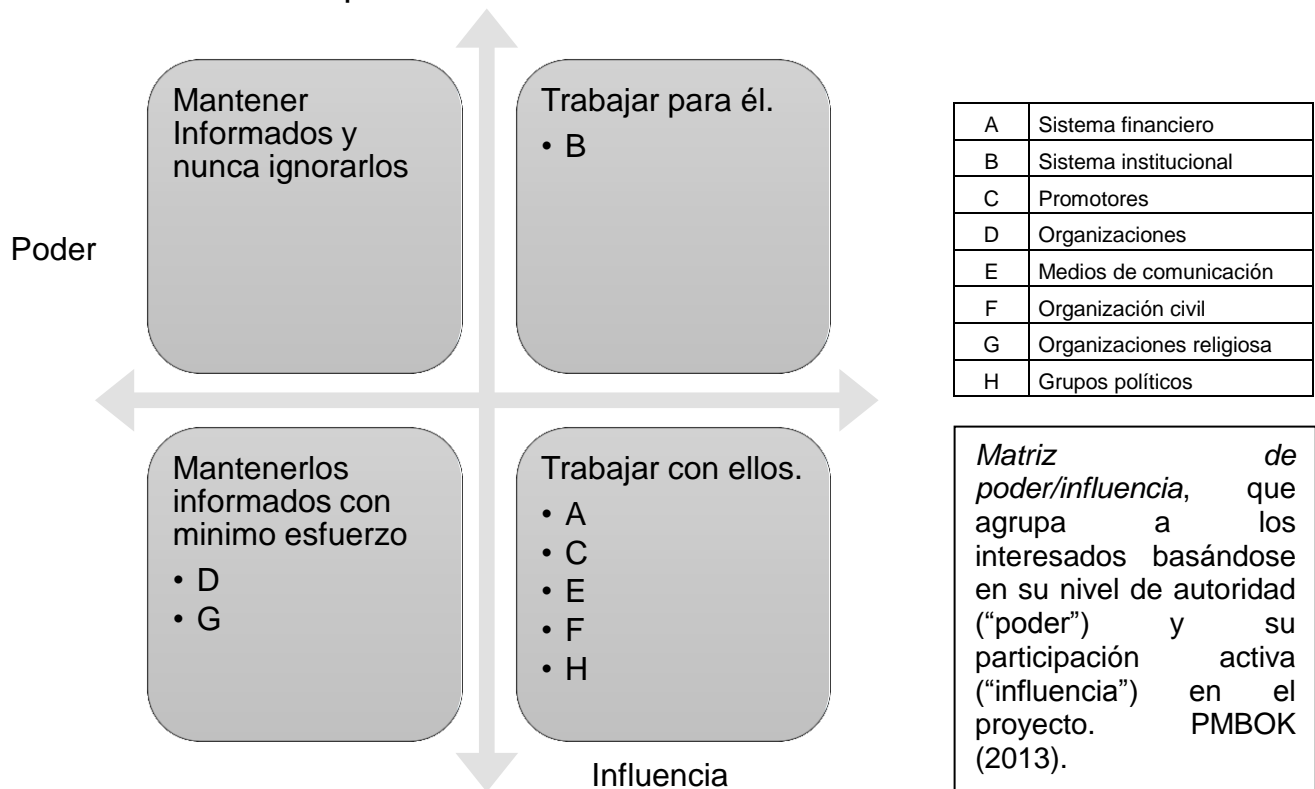 Mantener
Informados y
nunca ignorarlos
Trabajar para él.
• B
Poder
Mantenerlos
informados con
minimo esfuerzo
• D
• G
Trabajar con ellos.
• A
• C
• E
• F
• H
Influencia
A Sistema financiero
B Sistema institucional
C Promotores
D Organizaciones
E Medios de comunicación
F Organización civil
G Organizaciones religiosa
H Grupos políticos
Matriz de
poder/influencia, que
agrupa a los
interesados basándose
en su nivel de autoridad
(“poder”) y su
participación activa
(“influencia”) en el
proyecto. PMBOK
(2013).